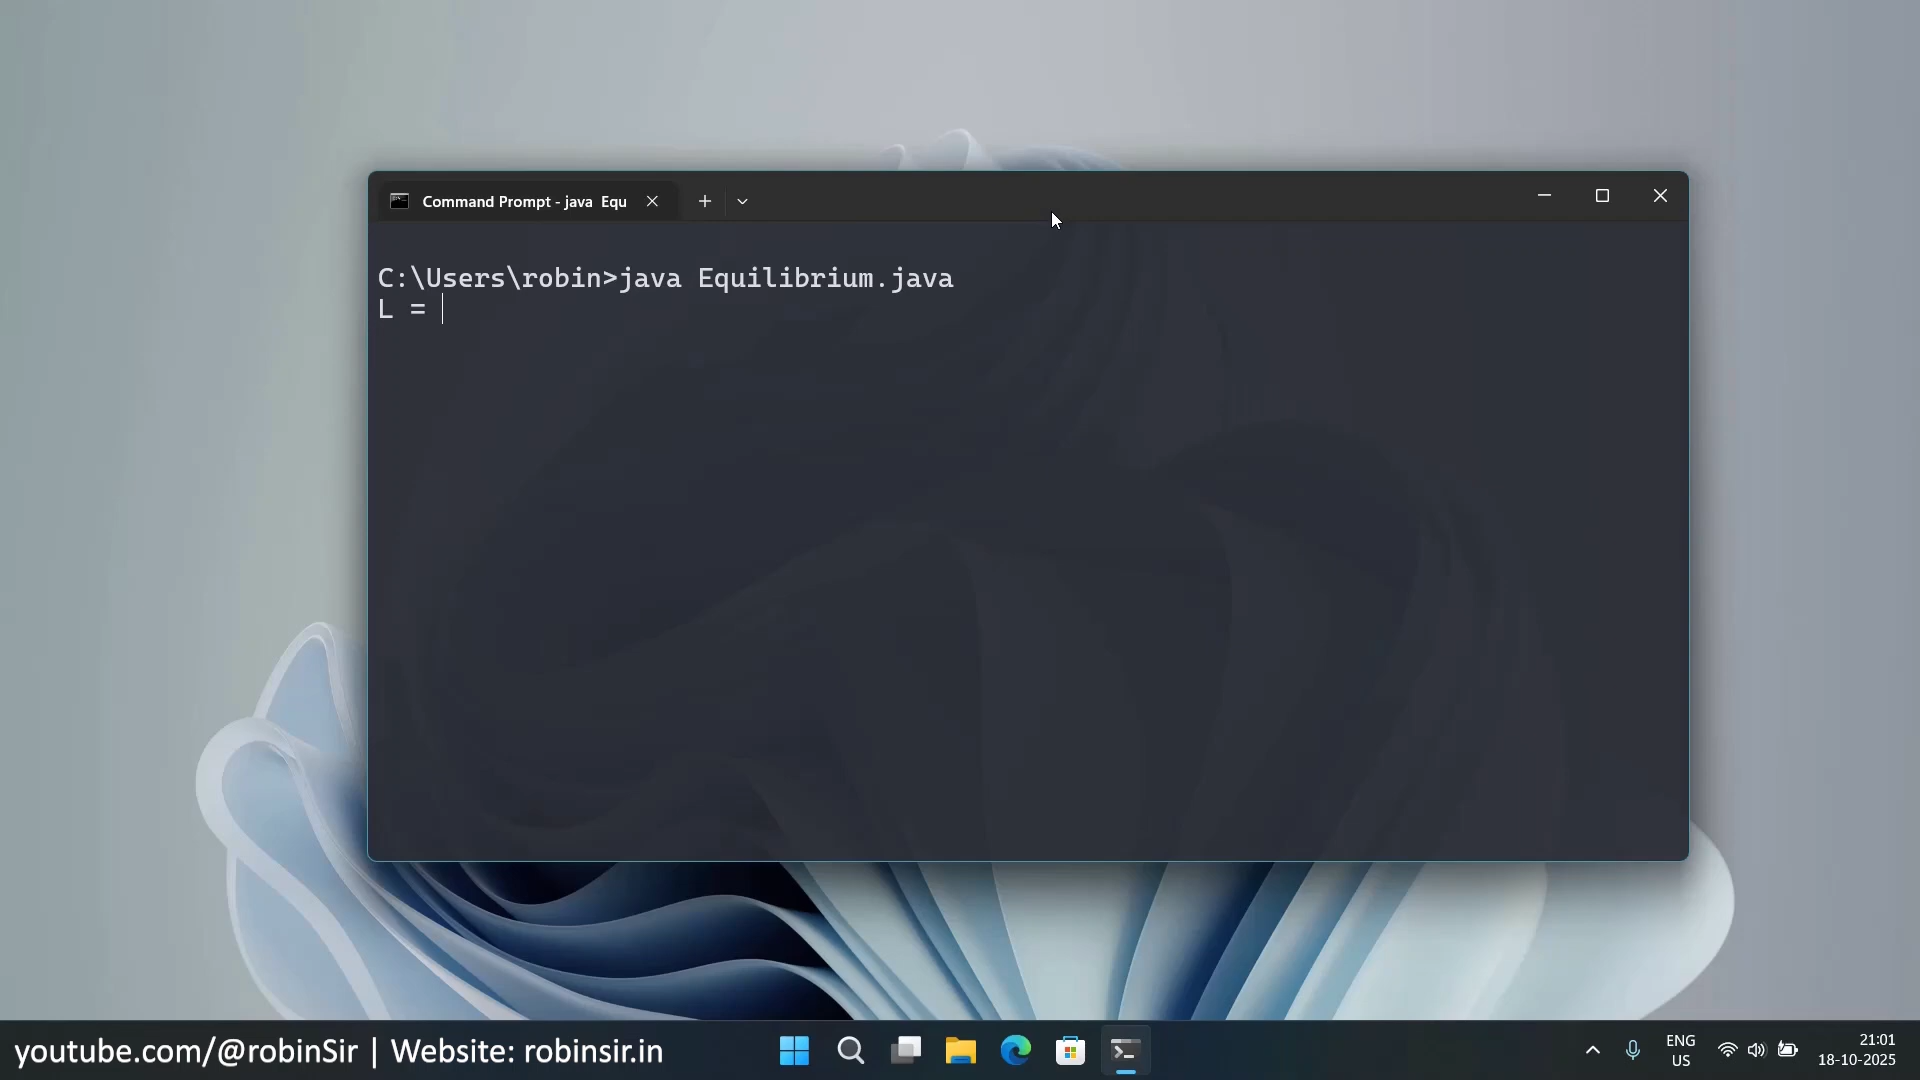 Command Prompt - java  Equ
C:\Users\robin>java Equilibrium.java
L =
youtube.com/@robinSir | Website: robinsir.in
ENG
US
21:01
18-10-2025